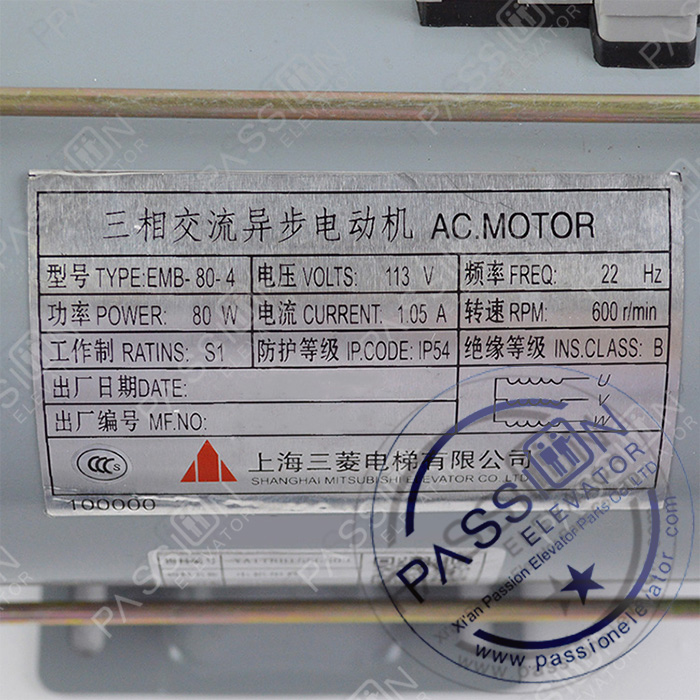 三相交流异步电动机 AC.MOTOR
型号 TYPE:EMB-80-4 电压 VOLTS: 113 V 频率 FREQ: 22 Hz
功率 POWER: 80 W 电流 CURRENT: 1.05 A 转速 RPM: 600 r/min
工作制 RATINS: S1 防护等级 IP.CODE: IP54 绝缘等级 INS.CLASS: B
出厂日期DATE:
出厂编号 MF.NO:
U
V
W
CCC S
上海三菱电梯有限公司
SHANGHAI MITSUBISHI ELEVATOR CO.LTD.
100000
PASSION
ELEVATOR
Xi'an Passion Elevator Parts Co.,LTD
www.passionelevator.com